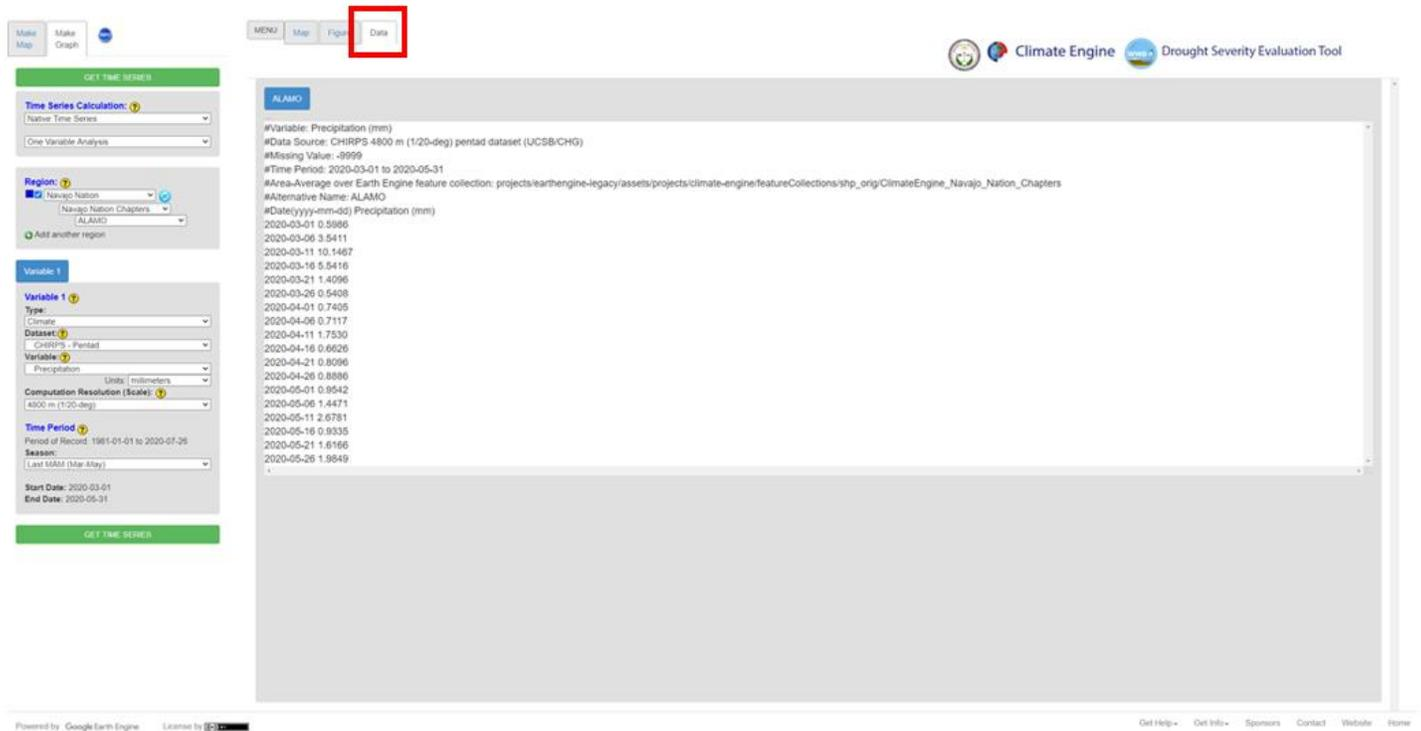 Make Map
Make Graph
GET TIME SERIES
Time Series Calculation:
Native Time Series
One Variable Analysis
Region:
Navajo Nation
Navajo Nation Chapters
ALAMO
Add another region
Variable 1
Variable 1
Type:
Climate
Dataset:
CHIRPS - Pentad
Variable:
Precipitation
Units: millimeters
Computation Resolution (Scale):
4800 m (1/20-deg)
Time Period
Period of Record: 1981-01-01 to 2020-07-26
Season:
Last MAM (Mar-May)
Start Date: 2020-03-01
End Date: 2020-05-31
GET TIME SERIES
MENU Map Figure Data
Climate Engine Drought Severity Evaluation Tool
ALAMO
#Variable: Precipitation (mm)
#Data Source: CHIRPS 4800 m (1/20-deg) pentad dataset (UCSB/CHG)
#Missing Value: -9999
#Time Period: 2020-03-01 to 2020-05-31
#Area-Average over Earth Engine feature collection: projects/earthengine-legacy/assets/projects/climate-engine/featureCollections/shp_orig/ClimateEngine_Navajo_Nation_Chapters
#Alternative Name: ALAMO
#Date(yyyy-mm-dd) Precipitation (mm)
2020-03-01 0.5986
2020-03-06 3.5411
2020-03-11 10.1467
2020-03-16 5.5416
2020-03-21 1.4096
2020-03-26 0.5408
2020-04-01 0.7405
2020-04-06 0.7117
2020-04-11 1.7530
2020-04-16 0.6626
2020-04-21 0.8096
2020-04-26 0.8886
2020-05-01 0.9542
2020-05-06 1.4471
2020-05-11 2.6781
2020-05-16 0.9335
2020-05-21 1.6166
2020-05-26 1.9849
Powered by Google Earth Engine License by
Get Help Get Info Sponsors Contact Website Home